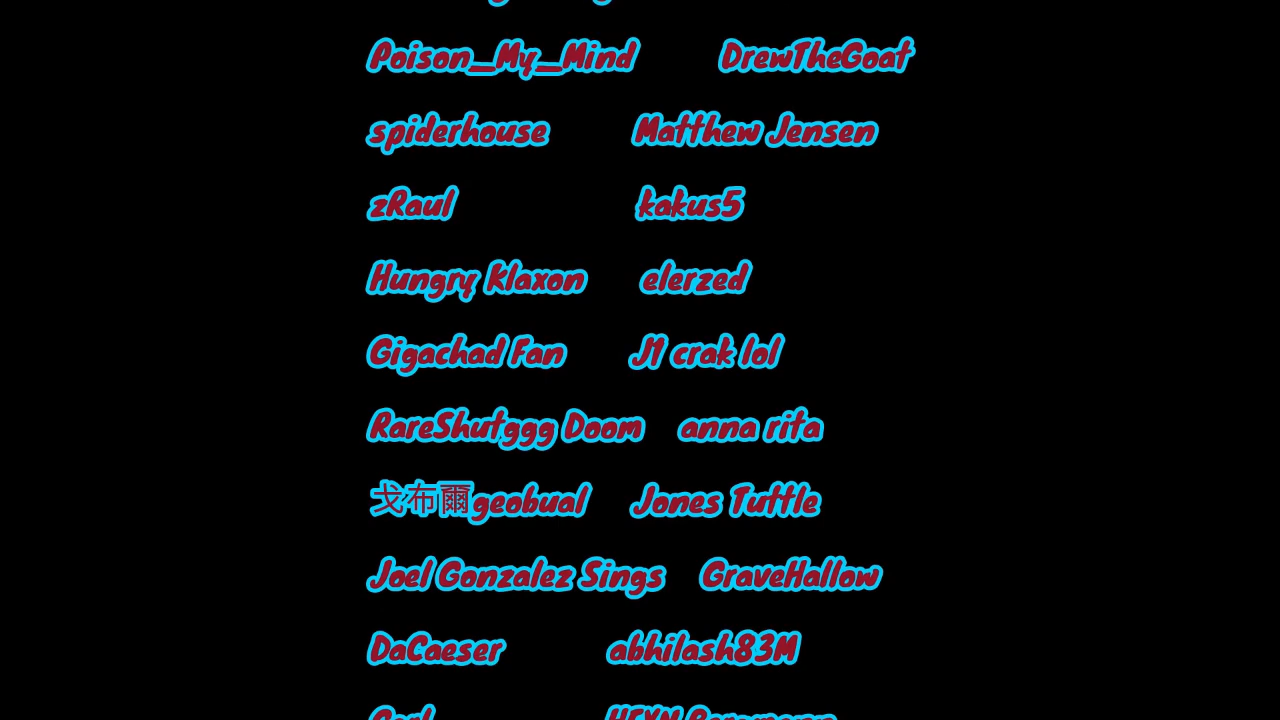 Poison_My_Mind DrewTheGoat
spiderhouse Matthew Jensen
zRaul kakus5
Hungry Klaxon elerzed
Gigachad Fan J1 crak lol
RareShutggg Doom anna rita
戈布爾geobual Jones Tuttle
Joel Gonzalez Sings GraveHallow
DaCaeser abhilash83M